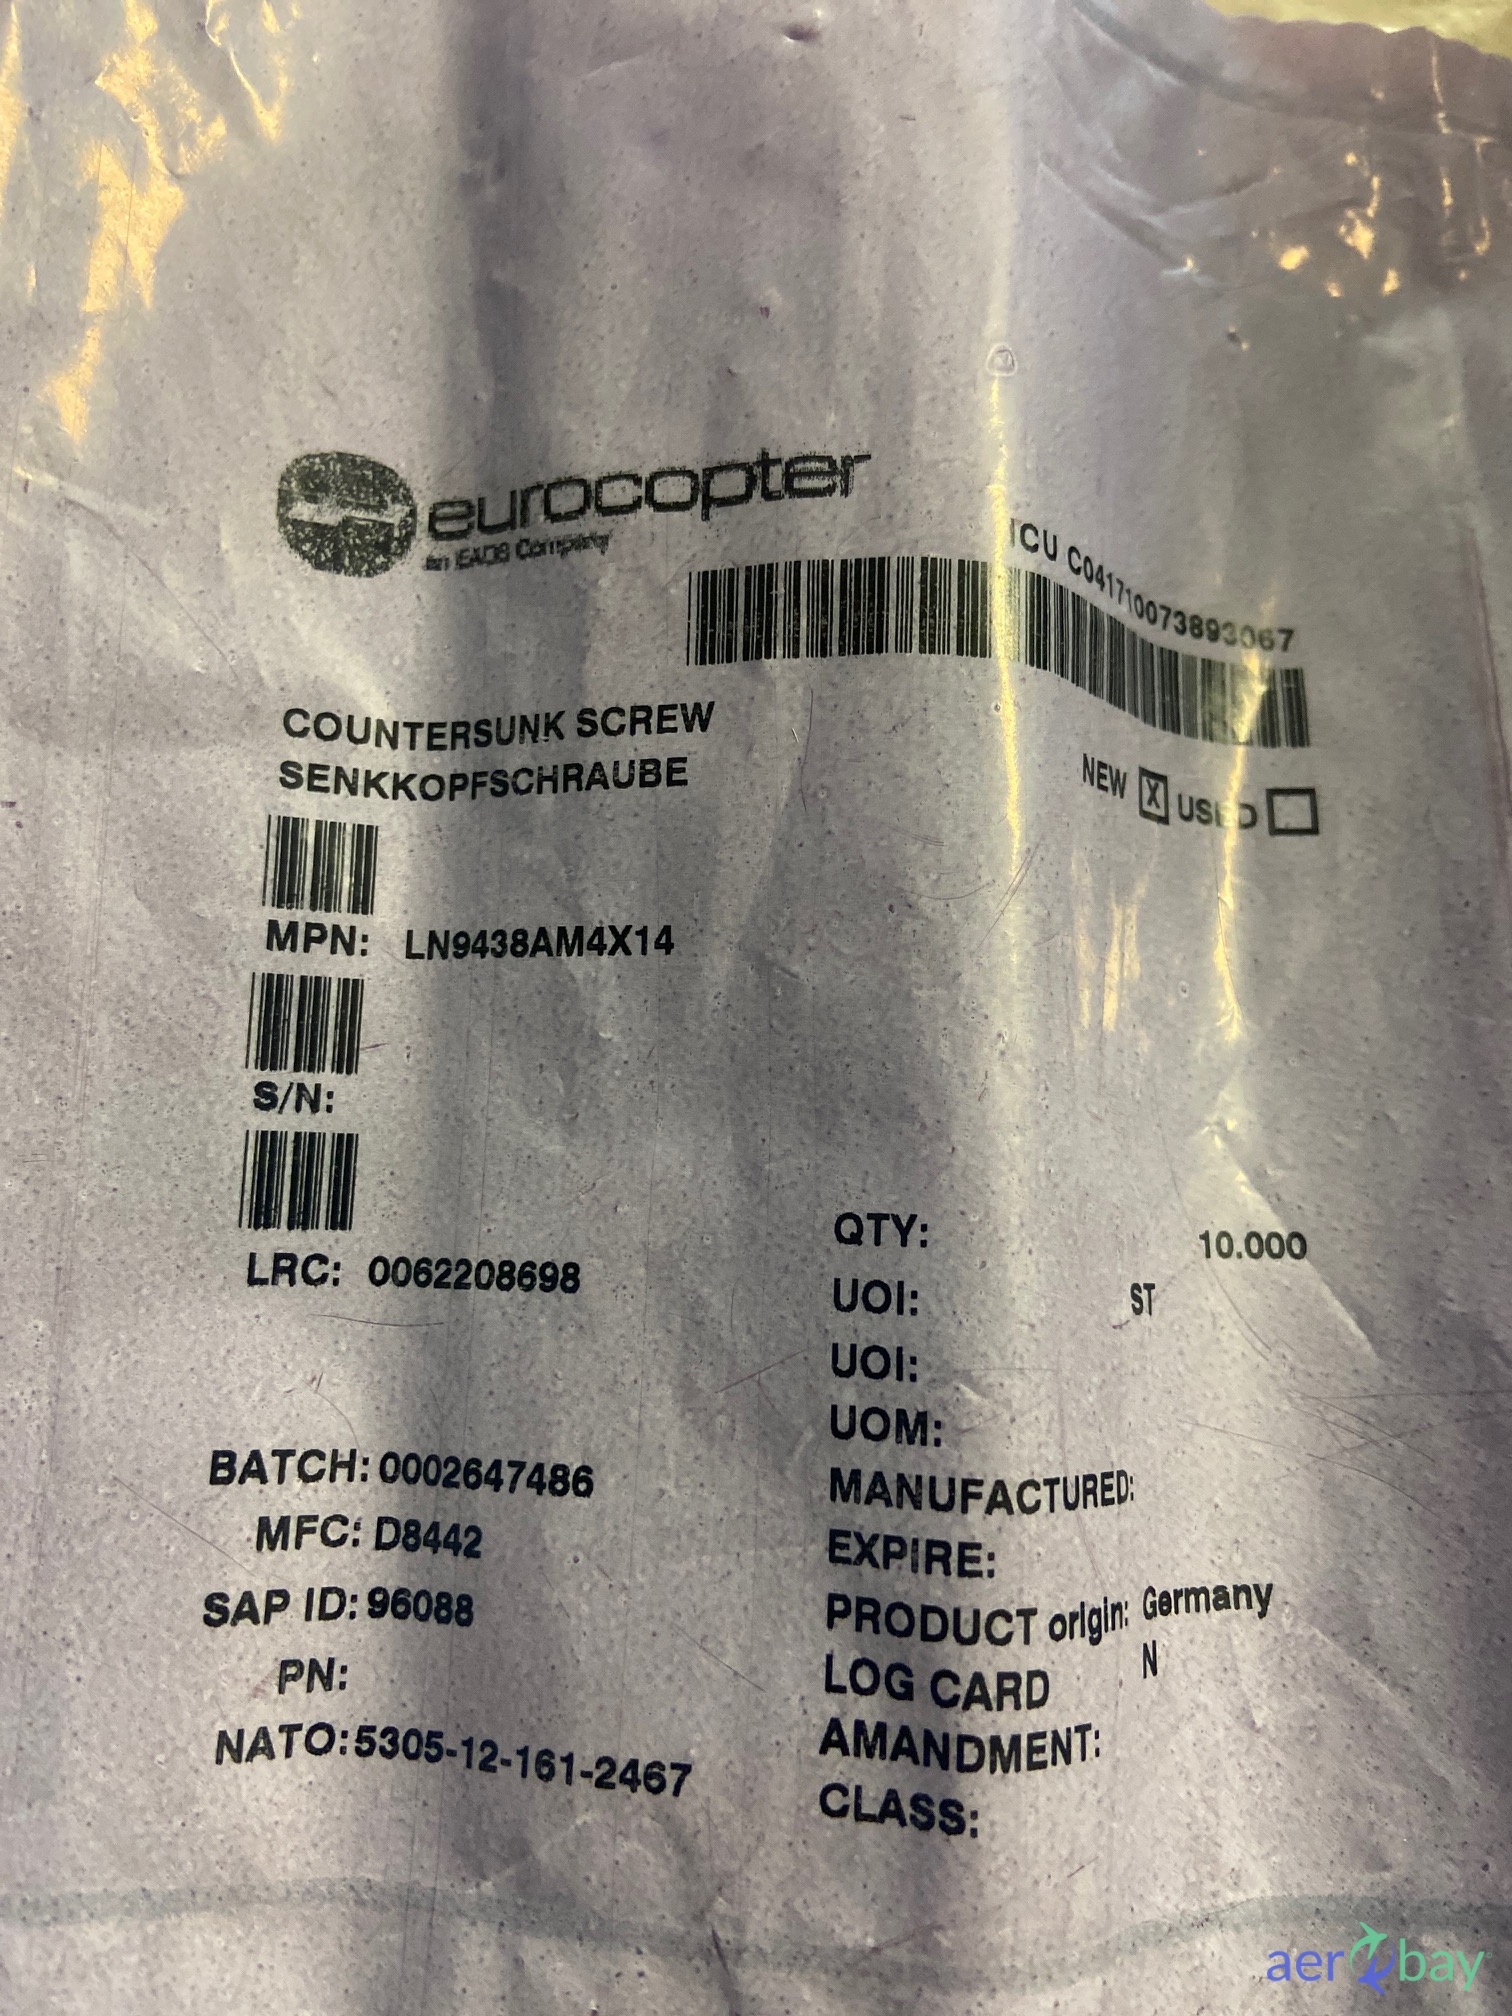 eurocopter
an EADS Company
ICU C041710073893067
COUNTERSUNK SCREW
SENKKOPFSCHRAUBE
NEW X USED
MPN: LN9438AM4X14
S/N:
LRC: 0062208698
QTY: 10.000
UOI: ST
UOI:
UOM:
MANUFACTURED:
EXPIRE:
PRODUCT origin: Germany
LOG CARD N
AMANDMENT:
CLASS:
BATCH: 0002647486
MFC: D8442
SAP ID: 96088
PN:
NATO: 5305-12-161-2467
aerobay